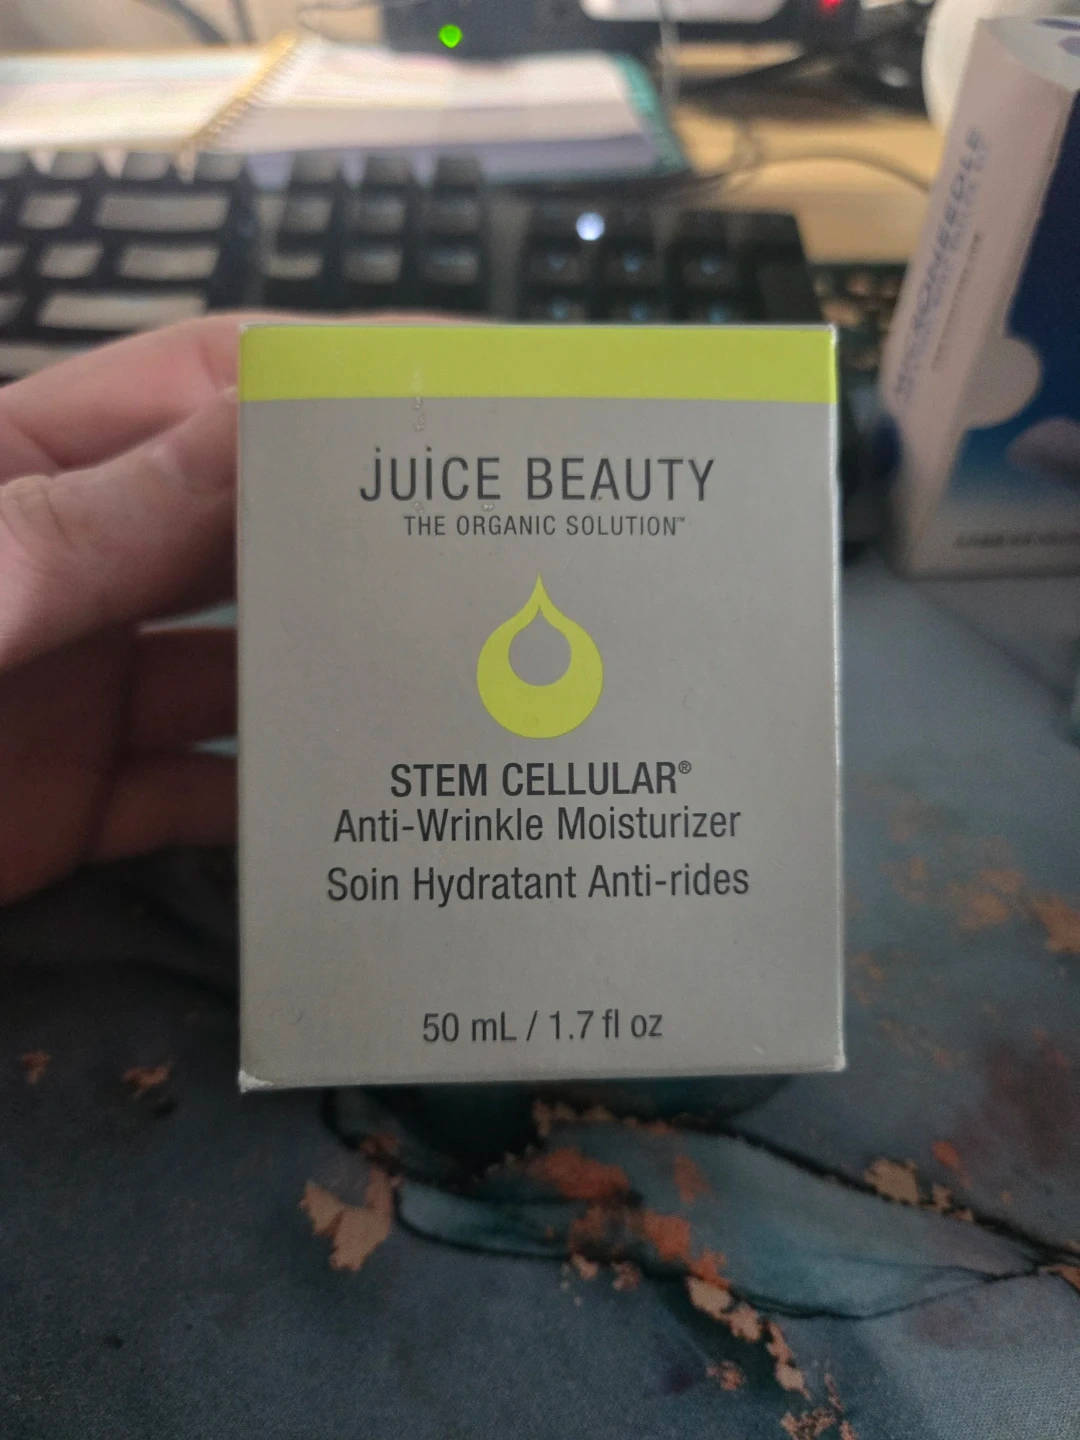 juice BEAUTY
THE ORGANIC SOLUTION™
STEM CELLULAR®
Anti-Wrinkle Moisturizer
Soin Hydratant Anti-rides
50 mL / 1.7 fl oz